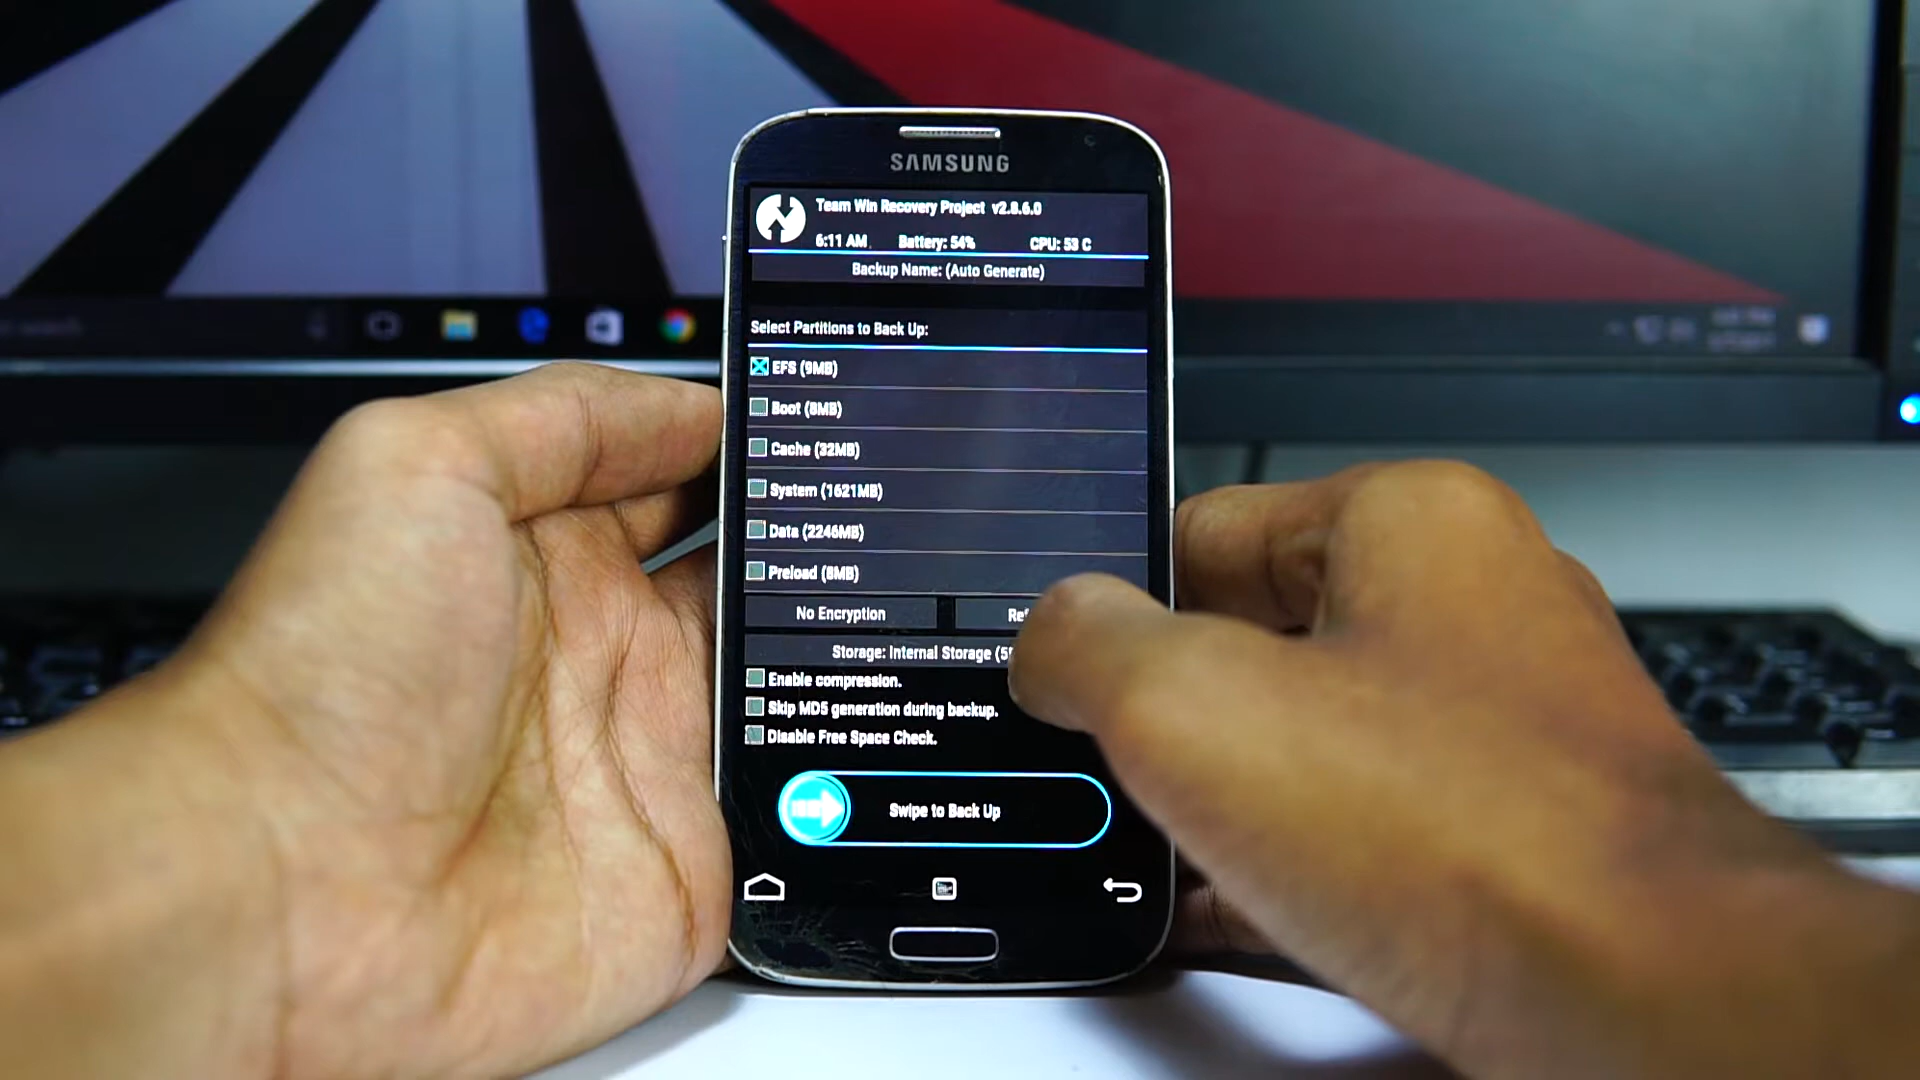 SAMSUNG
Team Win Recovery Project v2.8.6.0
6:11 AM Battery: 54% CPU: 53 C
Backup Name: (Auto Generate)
Select Partitions to Back Up:
EFS (9MB)
Boot (8MB)
Cache (32MB)
System (1621MB)
Data (2246MB)
Preload (8MB)
No Encryption
Storage: Internal Storage
Enable compression.
Skip MD5 generation during backup.
Disable Free Space Check.
Swipe to Back Up